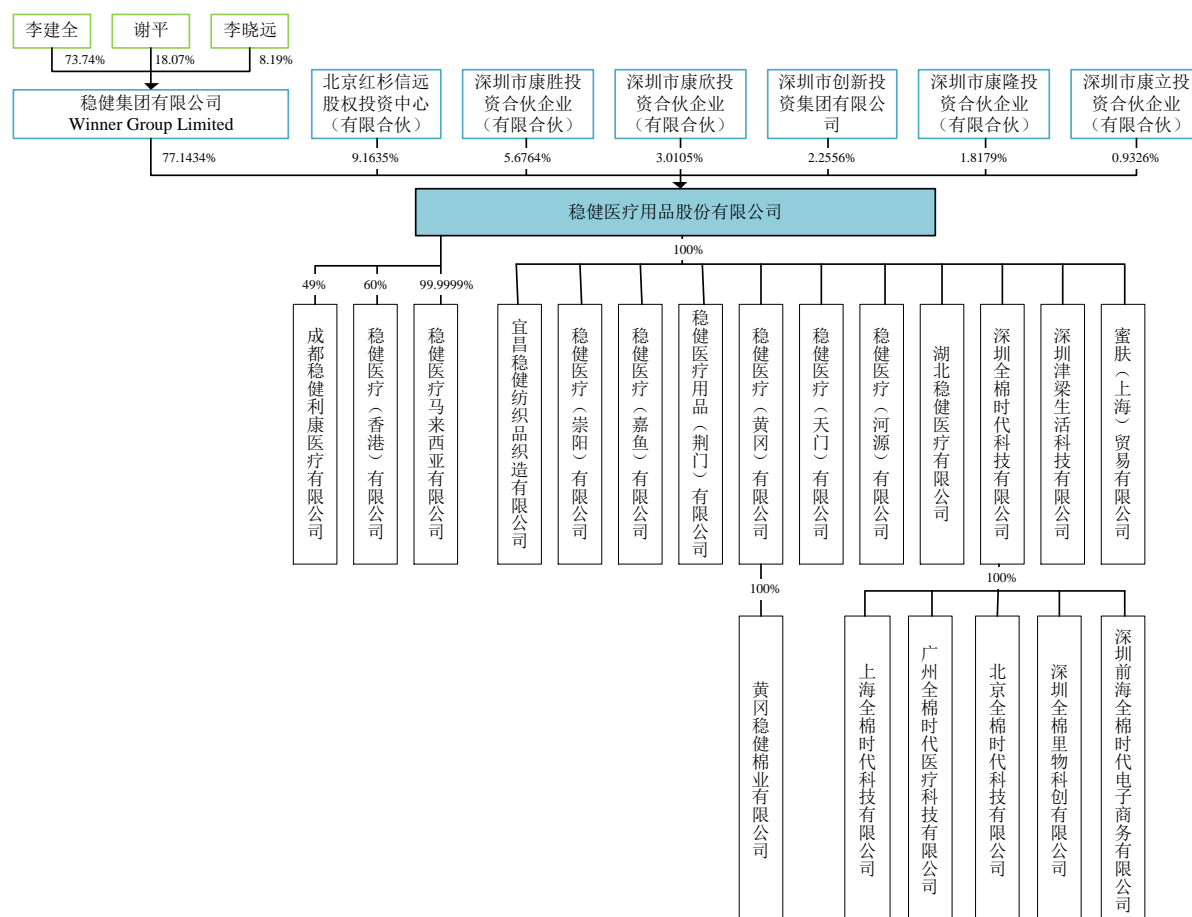 李建全
谢平
李晓远
73.74%
18.07%
8.19%
稳健集团有限公司
Winner Group Limited
北京红杉信远
股权投资中心
（有限合伙）
深圳市康胜投
资合伙企业
（有限合伙）
深圳市康欣投
资合伙企业
（有限合伙）
深圳市创新投
资集团有限公
司
深圳市康隆投
资合伙企业
（有限合伙）
深圳市康立投
资合伙企业
（有限合伙）
77.1434%
9.1635%
5.6764%
3.0105%
2.2556%
1.8179%
0.9326%
稳健医疗用品股份有限公司
100%
49%
60%
99.9999%
成都稳健利康医疗有限公司
稳健医疗（香港）有限公司
稳健医疗马来西亚有限公司
宜昌稳健纺织品织造有限公司
稳健医疗（崇阳）有限公司
稳健医疗（嘉鱼）有限公司
稳健医疗用品（荆门）有限公司
稳健医疗（黄冈）有限公司
稳健医疗（天门）有限公司
稳健医疗（河源）有限公司
湖北稳健医疗有限公司
深圳全棉时代科技有限公司
深圳津梁生活科技有限公司
蜜肤（上海）贸易有限公司
100%
100%
黄冈稳健棉业有限公司
上海全棉时代科技有限公司
广州全棉时代医疗科技有限公司
北京全棉时代科技有限公司
深圳全棉里物科创有限公司
深圳前海全棉时代电子商务有限公司